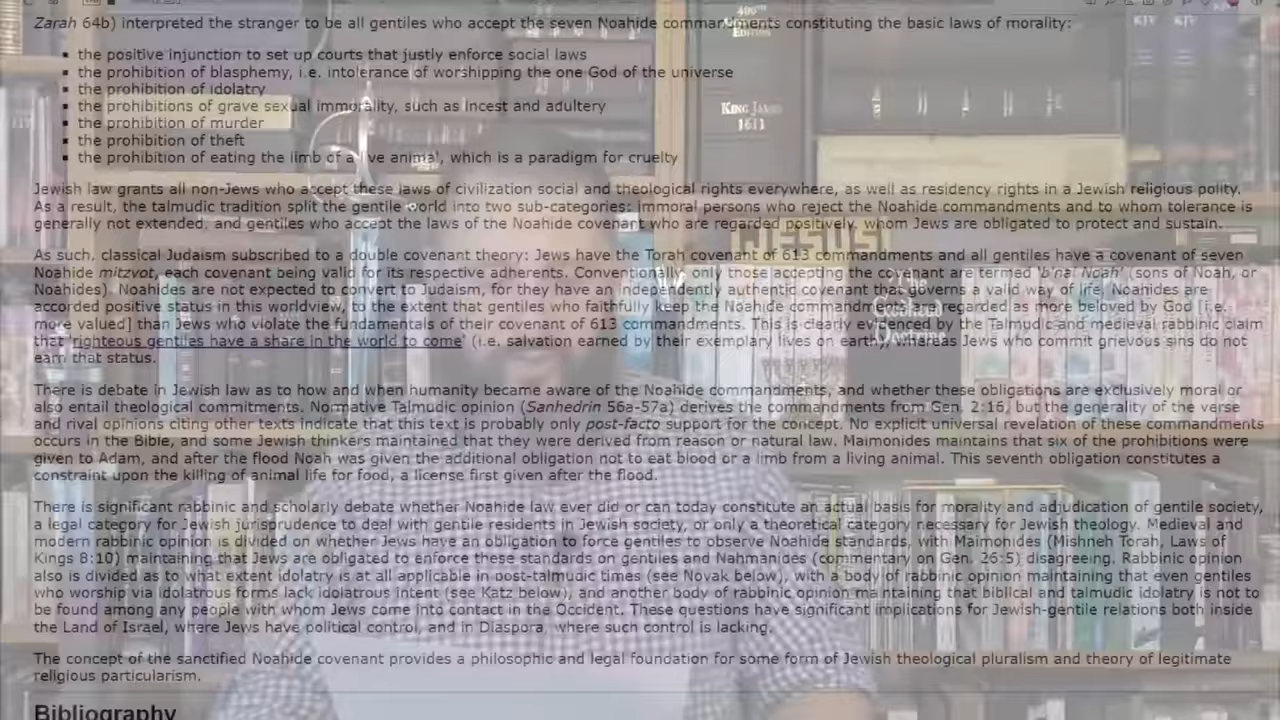 Zarah 64b) interpreted the stranger to be all gentiles who accept the seven Noahide commandments constituting the basic laws of morality:
the positive injunction to set up courts that justly enforce social laws
the prohibition of blasphemy, i.e. intolerance of worshipping the one God of the universe
the prohibition of idolatry
the prohibitions of grave sexual immorality, such as incest and adultery
the prohibition of murder
the prohibition of theft
the prohibition of eating the limb of a live animal, which is a paradigm for cruelty
Jewish law grants all non-Jews who accept these laws of civilization social and theological rights everywhere, as well as residency rights in a Jewish religious polity.
As a result, the talmudic tradition split the gentile world into two sub-categories: immoral persons who reject the Noahide commandments and to whom tolerance is
generally not extended, and gentiles who accept the laws of the Noahide covenant who are regarded positively, whom Jews are obligated to protect and sustain.
As such, classical Judaism subscribed to a double covenant theory: Jews have the Torah covenant of 613 commandments and all gentiles have a covenant of seven
Noahide mitzvot, each covenant being valid for its respective adherents. Conventionally only those accepting the covenant are termed 'b'nai Noah' (sons of Noah, or
Noahides). Noahides are not expected to convert to Judaism, for they have an independently authentic covenant that governs a valid way of life. Noahides are
accorded positive status in this worldview, to the extent that gentiles who faithfully keep the Noahide commandments are regarded as more beloved by God [i.e.
more valued] than Jews who violate the fundamentals of their covenant of 613 commandments. This is clearly evidenced by the Talmudic and medieval rabbinic claim
that 'righteous gentiles have a share in the world to come' (i.e. salvation earned by their exemplary lives on earth), whereas Jews who commit grievous sins do not
earn that status.
There is debate in Jewish law as to how and when humanity became aware of the Noahide commandments, and whether these obligations are exclusively moral or
also entail theological commitments. Normative Talmudic opinion (Sanhedrin 56a-57a) derives the commandments from Gen. 2:16, but the generality of the verse
and rival opinions citing other texts indicate that this text is probably only post-facto support for the concept. No explicit universal revelation of these commandments
occurs in the Bible, and some Jewish thinkers maintained that they were derived from reason or natural law. Maimonides maintains that six of the prohibitions were
given to Adam, and after the flood Noah was given the additional obligation not to eat blood or a limb from a living animal. This seventh obligation constitutes a
constraint upon the killing of animal life for food, a license first given after the flood.
There is significant rabbinic and scholarly debate whether Noahide law ever did or can today constitute an actual basis for morality and adjudication of gentile society,
a legal category for Jewish jurisprudence to deal with gentile residents in Jewish society, or only a theoretical category necessary for Jewish theology. Medieval and
modern rabbinic opinion is divided on whether Jews have an obligation to force gentiles to observe Noahide standards, with Maimonides (Mishneh Torah, Laws of
Kings 8:10) maintaining that Jews are obligated to enforce these standards on gentiles and Nahmanides (commentary on Gen. 26:5) disagreeing. Rabbinic opinion
also is divided as to what extent idolatry is at all applicable in post-talmudic times (see Novak below), with a body of rabbinic opinion maintaining that even gentiles
who worship via idolatrous forms lack idolatrous intent (see Katz below), and another body of rabbinic opinion maintaining that biblical and talmudic idolatry is not to
be found among any people with whom Jews come into contact in the Occident. These questions have significant implications for Jewish-gentile relations both inside
the Land of Israel, where Jews have political control, and in Diaspora, where such control is lacking.
The concept of the sanctified Noahide covenant provides a philosophic and legal foundation for some form of Jewish theological pluralism and theory of legitimate
religious particularism.
Bibliography
400th
EDITION
KING JAMES
1611
KJV
KJV
JESUS